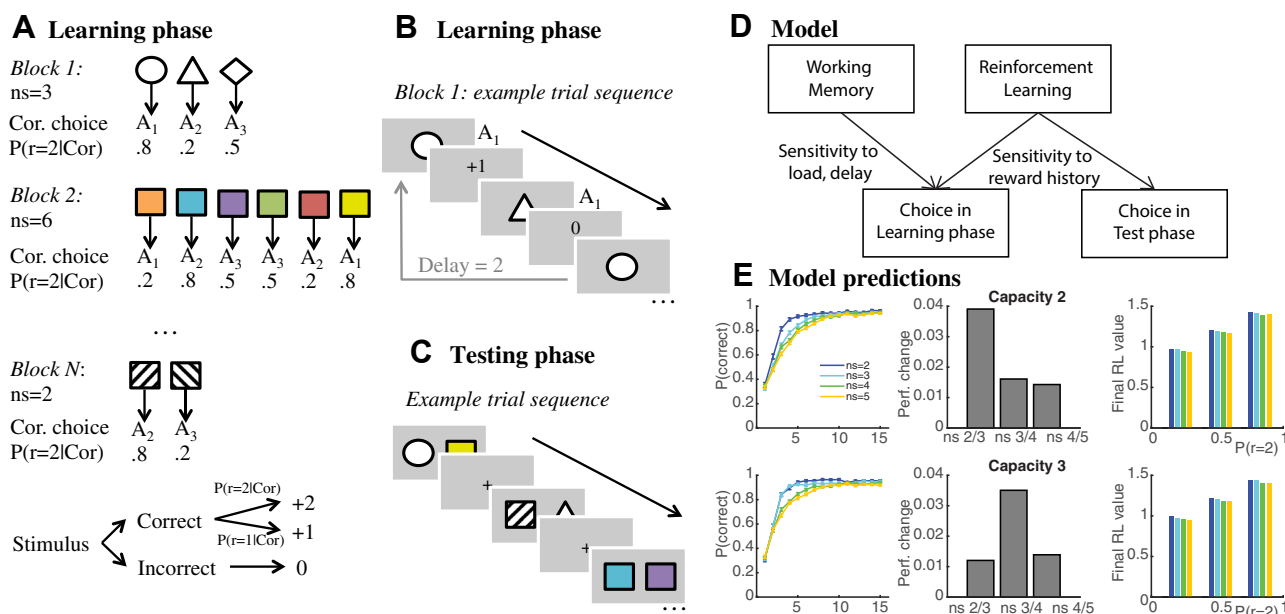 A Learning phase
Block 1:
ns=3
Cor. choice A1 A2 A3
P(r=2|Cor) .8 .2 .5
Block 2:
ns=6
Cor. choice A1 A2 A3 A3 A2 A1
P(r=2|Cor) .2 .8 .5 .5 .2 .8
...
Block N:
ns=2
Cor. choice A2 A3
P(r=2|Cor) .8 .2
Stimulus
Correct
Incorrect
P(r=2|Cor)
P(r=1|Cor)
+2
+1
0
B Learning phase
Block 1: example trial sequence
A1
+1
A1
0
Delay = 2
...
C Testing phase
Example trial sequence
+
+
...
D Model
Working
Memory
Reinforcement
Learning
Sensitivity to
load, delay
Sensitivity to
reward history
Choice in
Learning phase
Choice in
Test phase
E Model predictions
P(correct)
1
0.8
0.6
0.4
0.2
0
5 10 15
ns=2
ns=3
ns=4
ns=5
Capacity 2
Perf. change
0.04
0.03
0.02
0.01
0
ns 2/3 ns 3/4 ns 4/5
Final RL value
1.5
1
0.5
0
0 0.5 1
P(r=2)
P(correct)
1
0.8
0.6
0.4
0.2
0
5 10 15
Capacity 3
Perf. change
0.04
0.03
0.02
0.01
0
ns 2/3 ns 3/4 ns 4/5
Final RL value
1.5
1
0.5
0
0 0.5 1
P(r=2)